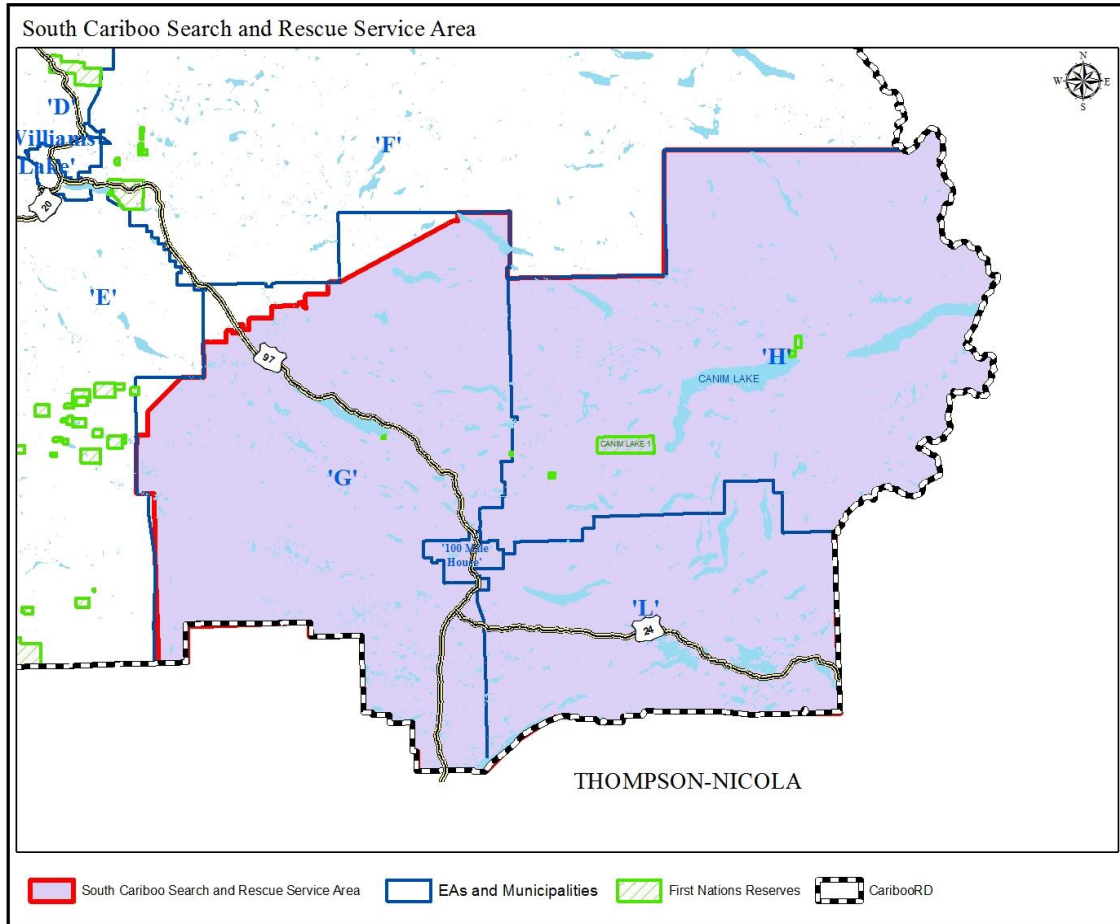 South Cariboo Search and Rescue Service Area
N
W
E
S
'D'
'F'
Williams
Lake'
20
'E'
97
'H'
CANIM LAKE
CANIM LAKE 1
'G'
'100 Mile
House'
'L'
24
THOMPSON-NICOLA
South Cariboo Search and Rescue Service Area
EAs and Municipalities
First Nations Reserves
CaribooRD